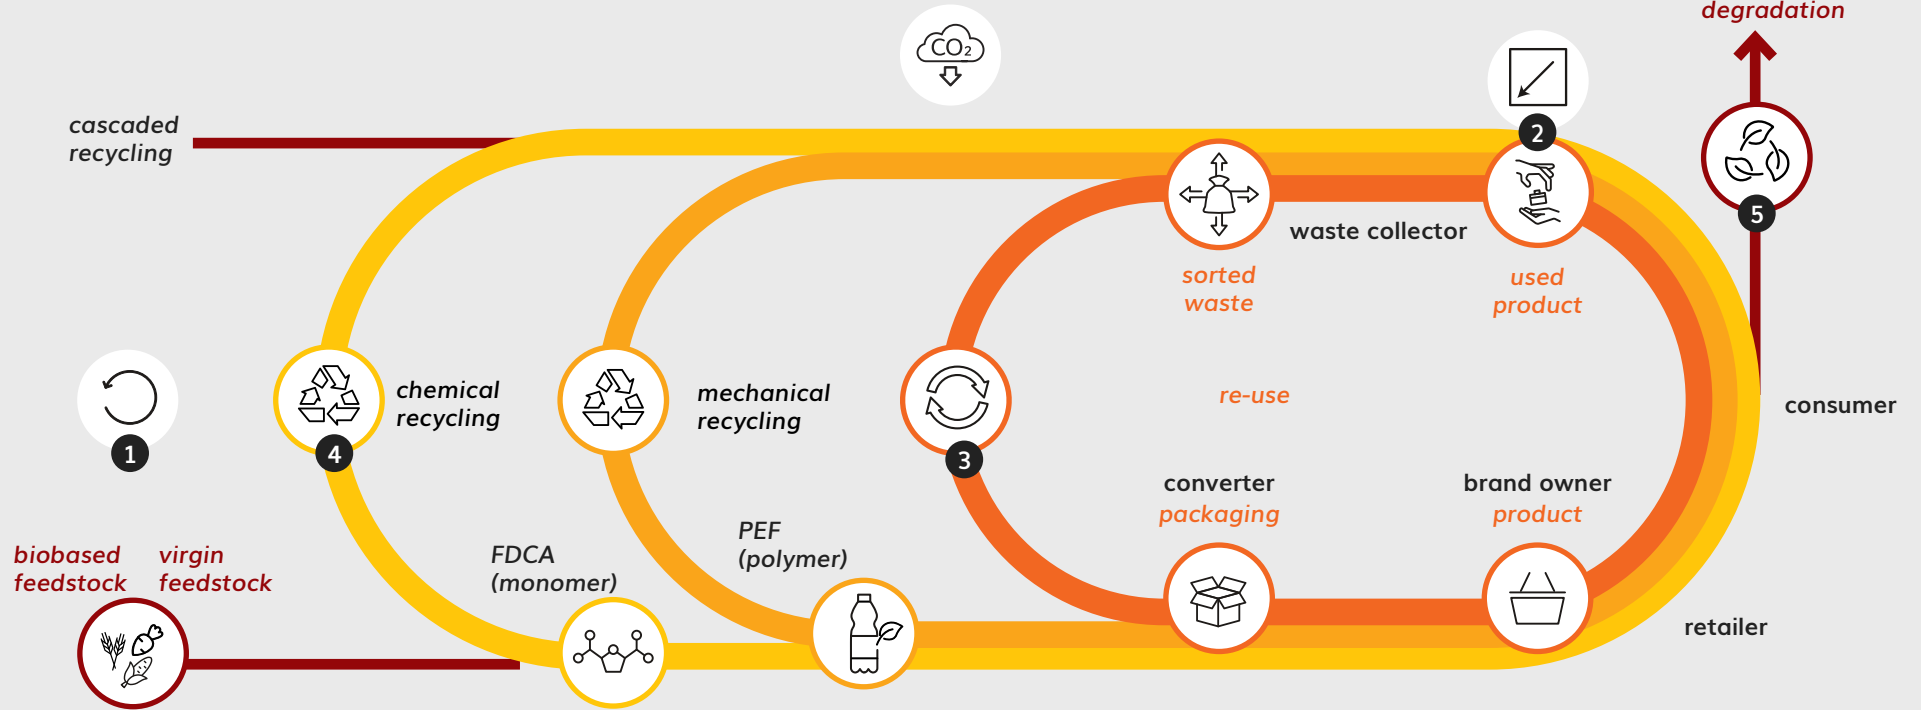 degradation
CO₂
2
cascaded
recycling
5
waste collector
sorted
waste
used
product
chemical
recycling
mechanical
recycling
re-use
consumer
1
4
3
converter
packaging
brand owner
product
PEF
(polymer)
biobased
feedstock
virgin
feedstock
FDCA
(monomer)
retailer